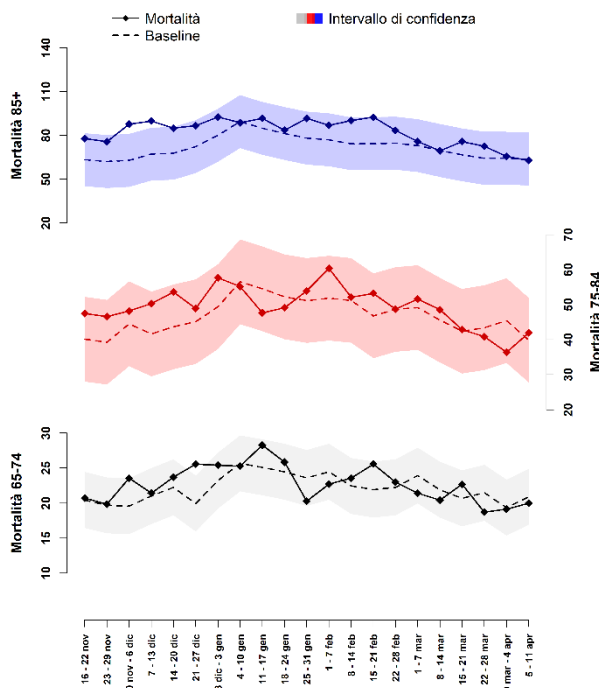 Mortalità
Baseline
Intervallo di confidenza
Mortalità 85+
140
110
80
50
20
Mortalità 75-84
70
60
50
40
30
20
Mortalità 65-74
30
25
20
15
10
16 - 22 nov
23 - 29 nov
0 nov - 6 dic
7 - 13 dic
14 - 20 dic
21 - 27 dic
8 dic - 3 gen
4 - 10 gen
11 - 17 gen
18 - 24 gen
25 - 31 gen
1 - 7 feb
8 - 14 feb
15 - 21 feb
22 - 28 feb
1 - 7 mar
8 - 14 mar
15 - 21 mar
22 - 28 mar
mar - 4 apr
5 - 11 apr